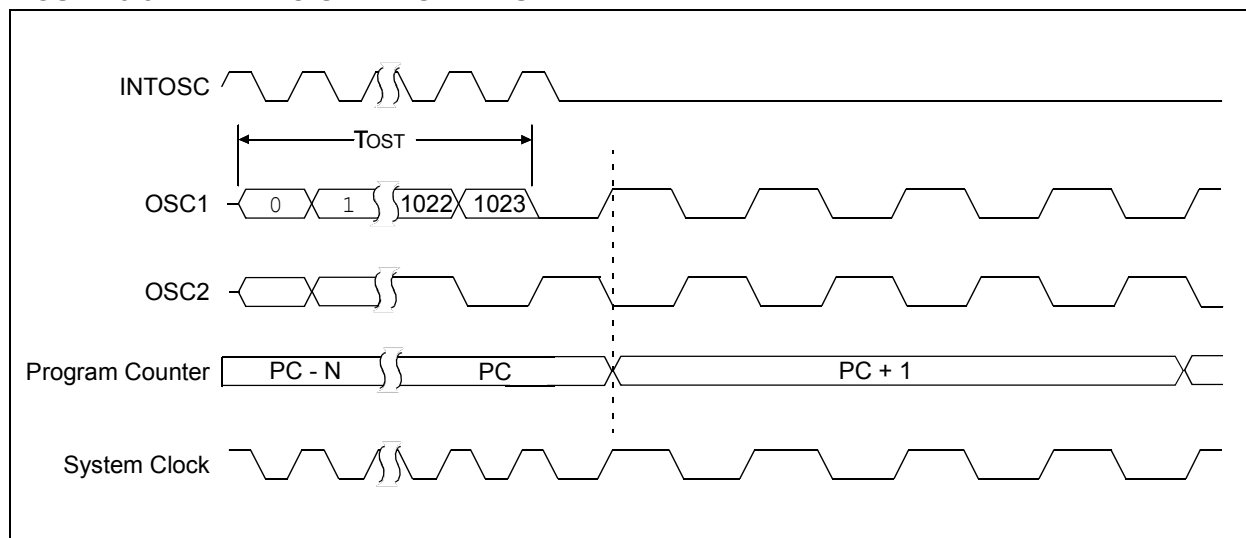 INTOSC
TOST
OSC1 0 1 1022 1023
OSC2
Program Counter PC - N PC PC + 1
System Clock